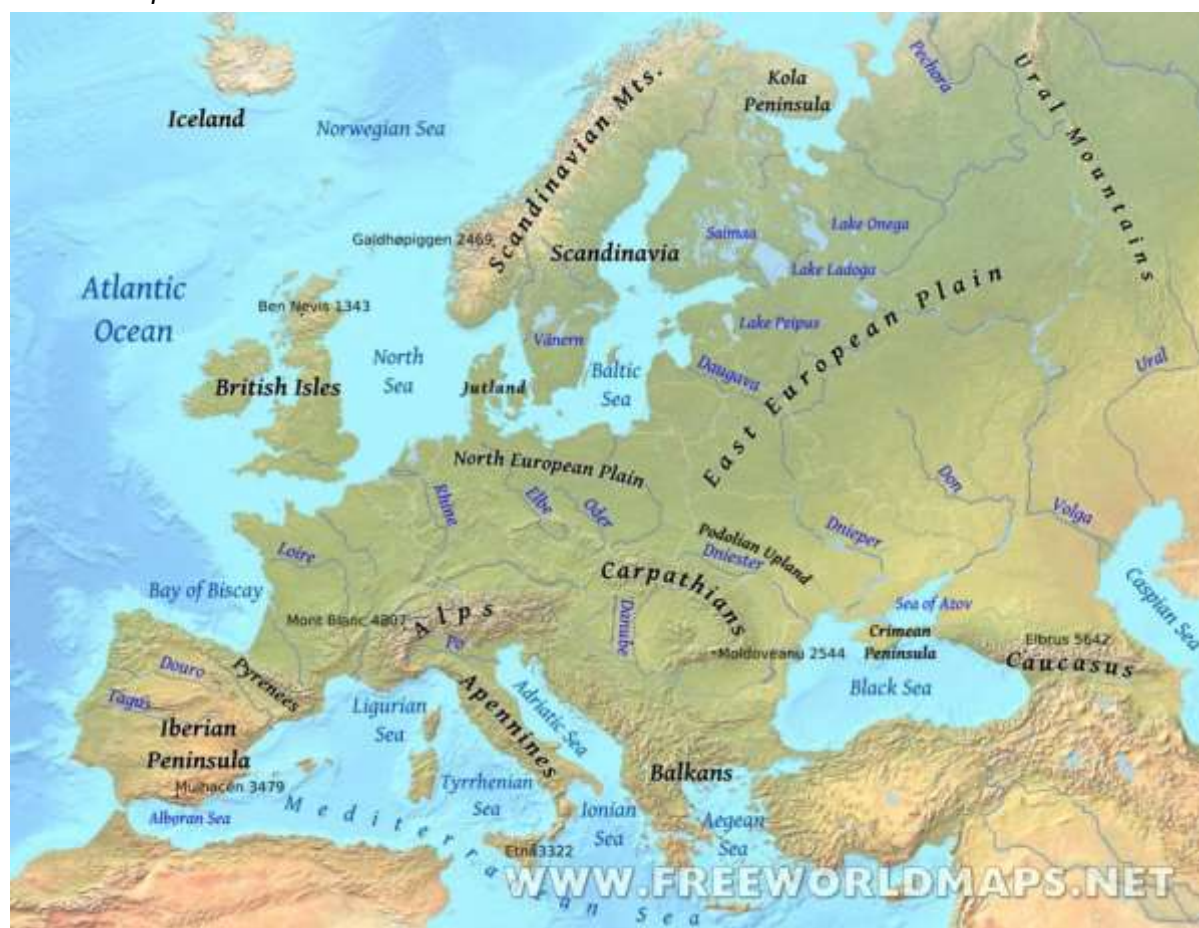 Pechora
Ural Mountains
Kola
Peninsula
Iceland
Norwegian Sea
Scandinavian Mts.
Galdhøpiggen 2469
Scandinavia
Saimaa
Lake Onega
Lake Ladoga
Atlantic
Ocean
Ben Nevis 1343
Vänern
Lake Peipus
East European Plain
North
Sea
British Isles
Jutland
Baltic
Sea
Daugava
Ural
North European Plain
Rhine
Elbe
Oder
Don
Volga
Loire
Podolian Upland
Dniester
Dnieper
Carpathians
Bay of Biscay
Caspian Sea
Mont Blanc 4807
Alps
Po
Danube
Sea of Azov
Crimean
Peninsula
Moldoveanu 2544
Elbrus 5642
Caucasus
Douro
Pyrenees
Tagus
Black Sea
Ligurian
Sea
Apennines
Adriatic Sea
Iberian
Peninsula
Mulhacén 3479
Balkans
Tyrrhenian
Sea
Mediterranean Sea
Alboran Sea
Ionian
Sea
Aegean
Sea
Etna3322
WWW.FREEWORLDMAPS.NET